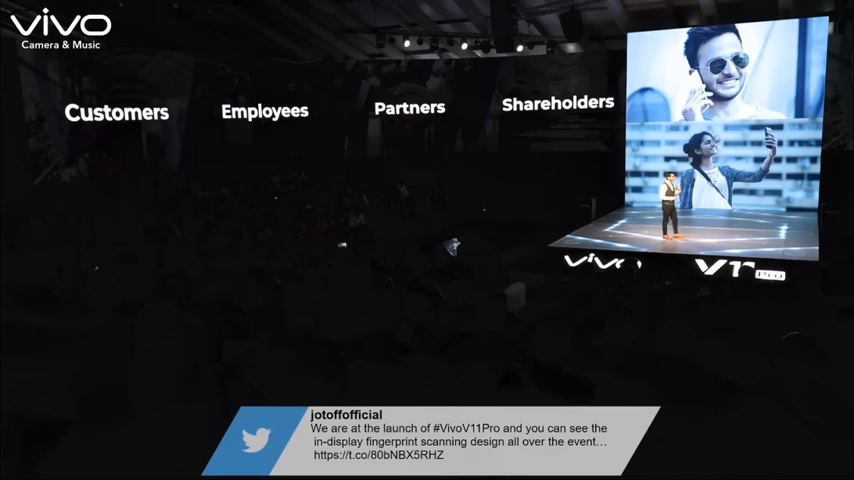 vivo
Camera & Music
Customers Employees Partners Shareholders
vivo V11 Pro
jotoffofficial
We are at the launch of #VivoV11Pro and you can see the
in-display fingerprint scanning design all over the event…
https://t.co/80bNBX5RHZ